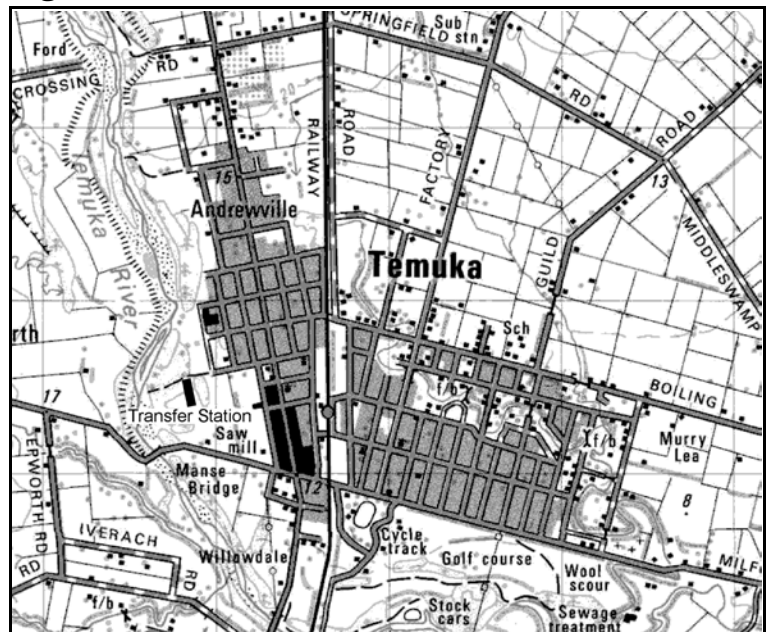 Ford
CROSSING
RD
SPRINGFIELD
Sub
stn
RD
RAILWAY
ROAD
FACTORY
ROAD
13
15
Andrewville
Temuka
River
Temuka
GUILD
MIDDLESWAMP
rth
Sch
17
Transfer Station
f/b
BOILING
Saw
mill
f/b
Murry
Lea
Manse
Bridge
12
8
EPWORTH RD
IVERACH
RD
RD
Willowdale
Cycle
track
Golf course
Wool
scour
MILF
f/b
Stock
cars
Sewage
treatment